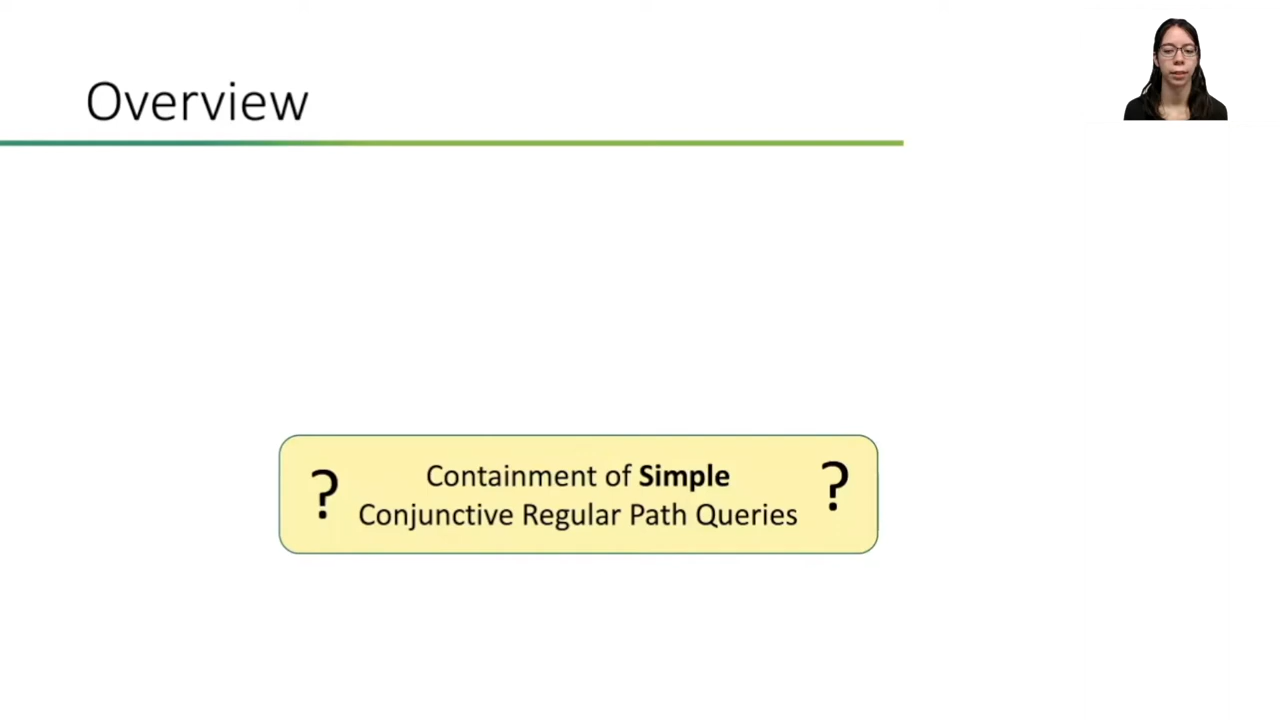 Overview
? Containment of Simple ?
Conjunctive Regular Path Queries